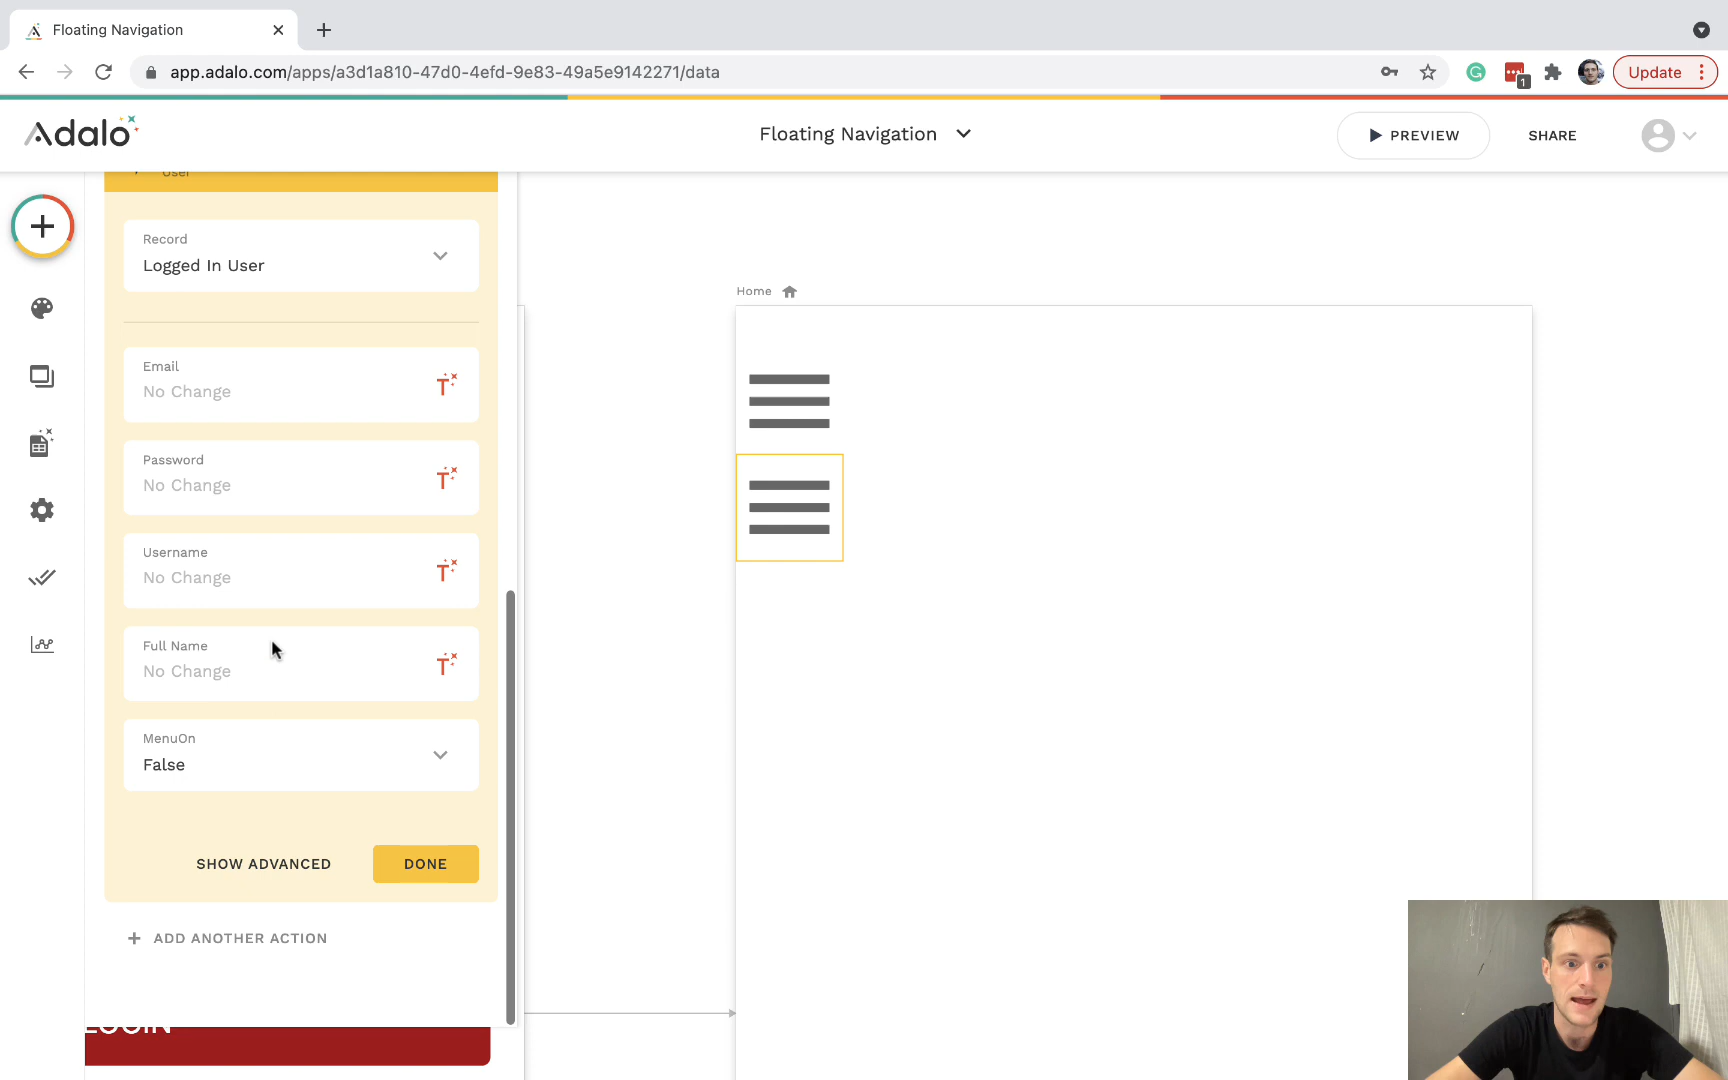 Floating Navigation
app.adalo.com/apps/a3d1a810-47d0-4efd-9e83-49a5e9142271/data
1
Update
Adalo
Floating Navigation
PREVIEW
SHARE
User
Record
Logged In User
Email
No Change
Password
No Change
Username
No Change
Full Name
No Change
MenuOn
False
SHOW ADVANCED
DONE
ADD ANOTHER ACTION
LOGIN
Home